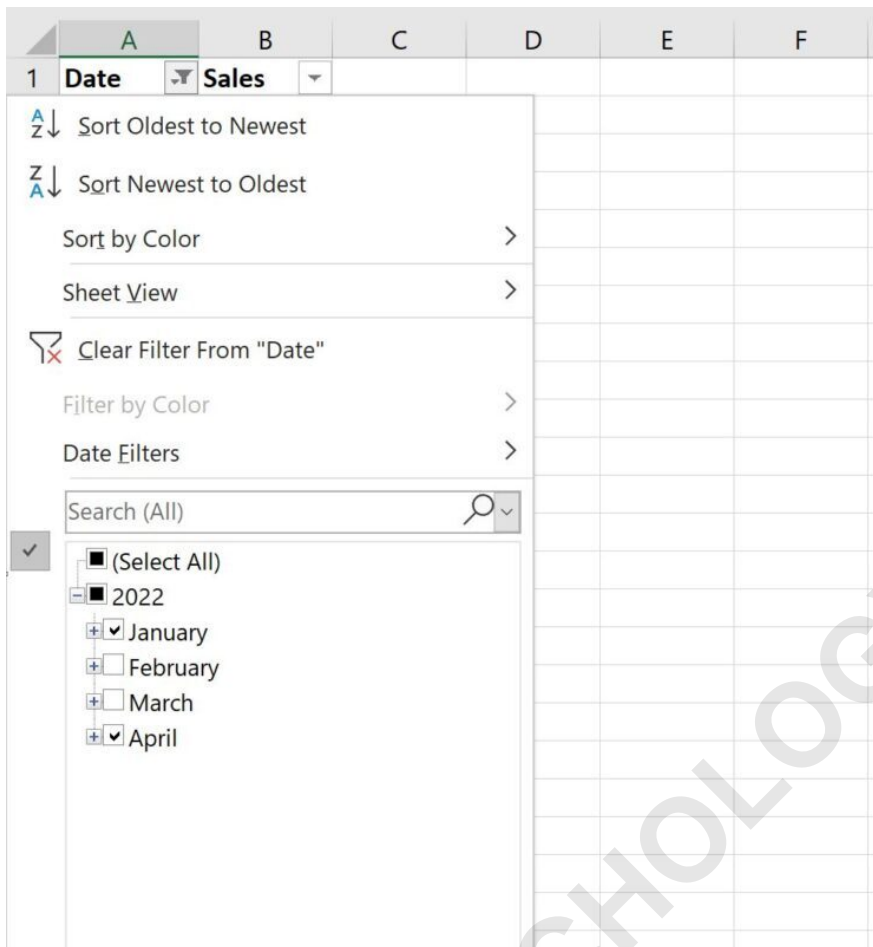 A B C D E F
1 Date Sales
Sort Oldest to Newest
Sort Newest to Oldest
Sort by Color
Sheet View
Clear Filter From "Date"
Filter by Color
Date Filters
Search (All)
(Select All)
2022
January
February
March
April